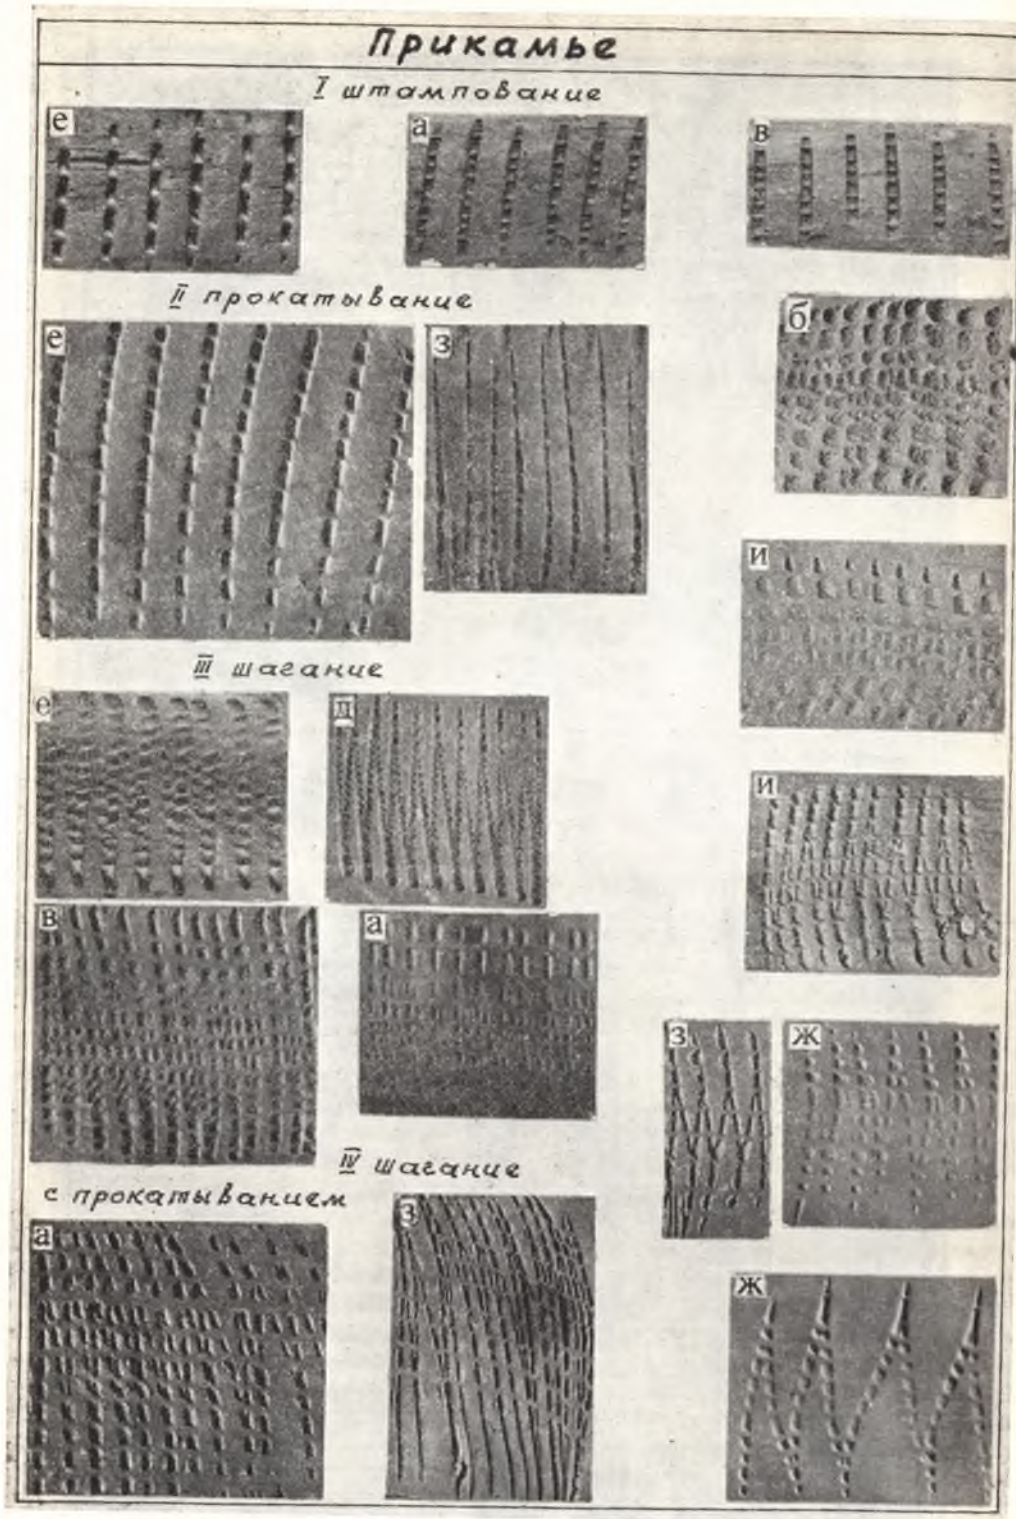 Прикамье
I штампование
е
а
в
II прокатывание
е
з
б
и
III шагание
е
д
и
в
а
з
ж
IV шагание
с прокатыванием
а
з
ж